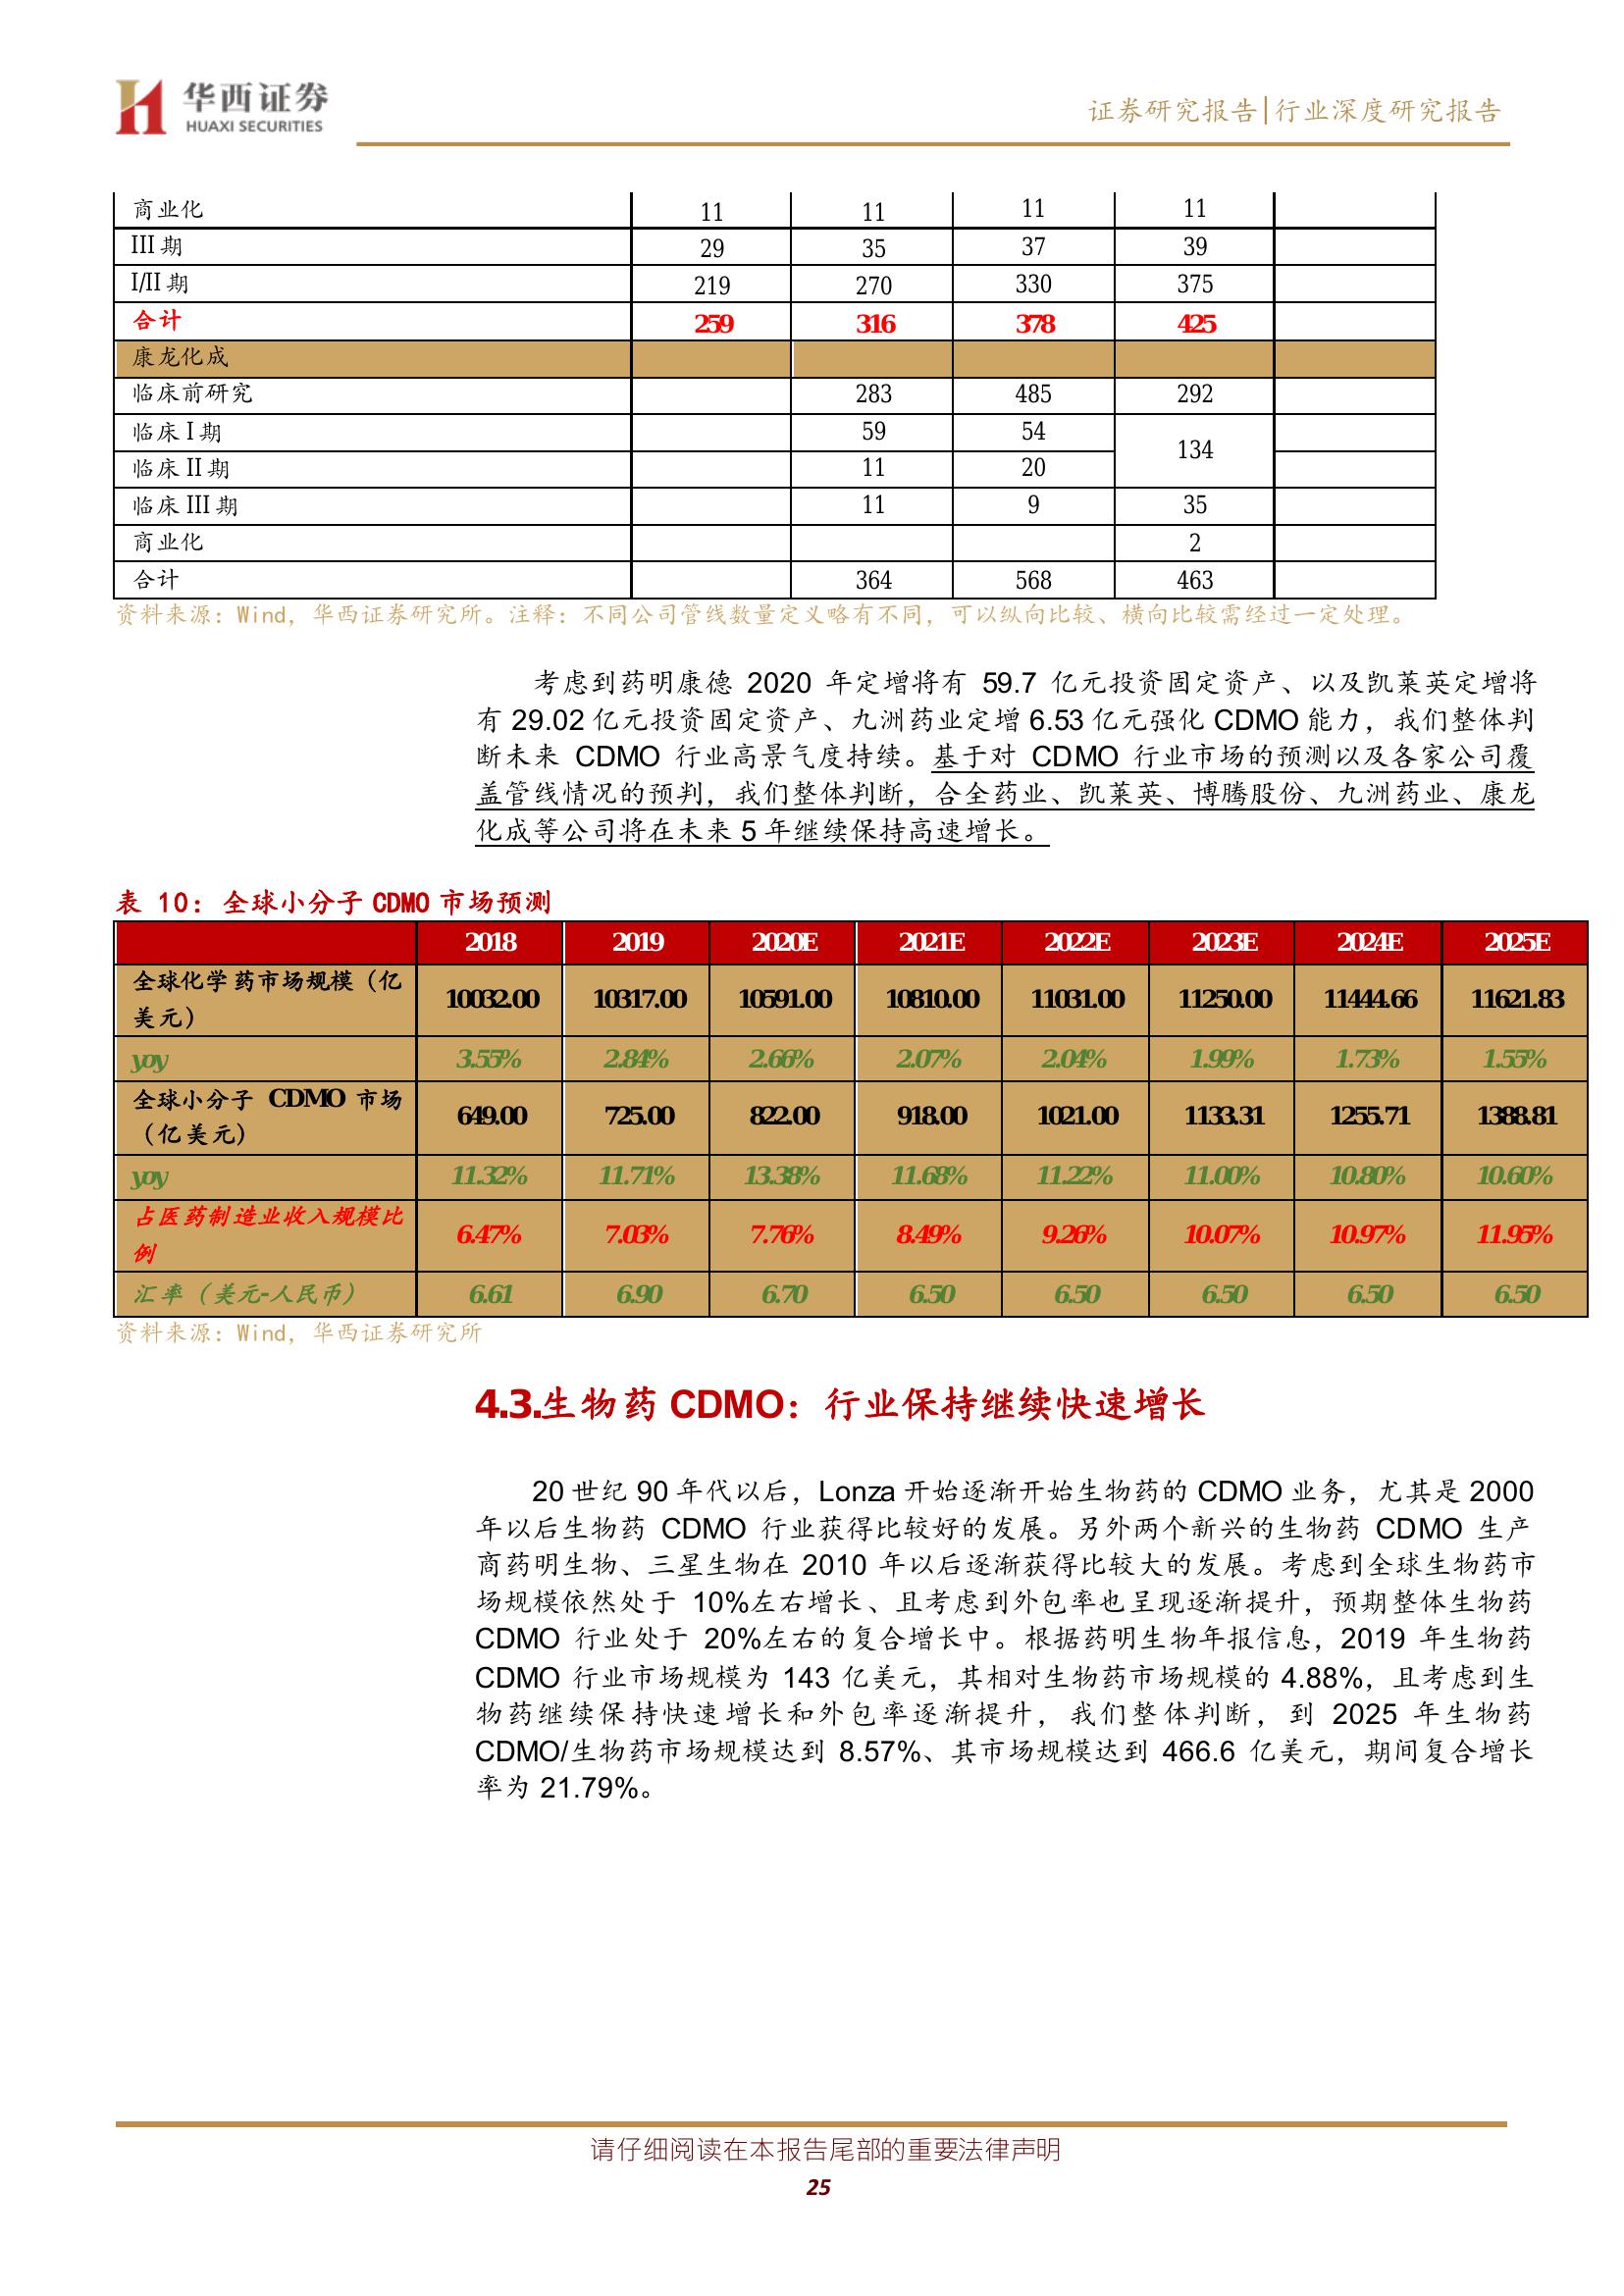 华西证券
HUAXI SECURITIES
证券研究报告|行业深度研究报告
商业化 11 11 11 11
III 期 29 35 37 39
I/II 期 219 270 330 375
合计 259 316 378 425
康龙化成
临床前研究 283 485 292
临床 I 期 59 54 134
临床 II 期 11 20
临床 III 期 11 9 35
商业化 2
合计 364 568 463
资料来源：Wind，华西证券研究所。注释：不同公司管线数量定义略有不同，可以纵向比较、横向比较需经过一定处理。
考虑到药明康德 2020 年定增将有 59.7 亿元投资固定资产、以及凯莱英定增将
有 29.02 亿元投资固定资产、九洲药业定增 6.53 亿元强化 CDMO 能力，我们整体判
断未来 CDMO 行业高景气度持续。基于对 CDMO 行业市场的预测以及各家公司覆
盖管线情况的预判，我们整体判断，合全药业、凯莱英、博腾股份、九洲药业、康龙
化成等公司将在未来 5 年继续保持高速增长。
表 10：全球小分子 CDMO 市场预测
2018 2019 2020E 2021E 2022E 2023E 2024E 2025E
全球化学药市场规模（亿
美元） 10032.00 10317.00 10591.00 10810.00 11031.00 11250.00 11444.66 11621.83
yoy 3.55% 2.84% 2.66% 2.07% 2.04% 1.99% 1.73% 1.55%
全球小分子 CDMO 市场
（亿美元） 649.00 725.00 822.00 918.00 1021.00 1133.31 1255.71 1388.81
yoy 11.32% 11.71% 13.38% 11.68% 11.22% 11.00% 10.80% 10.60%
占医药制造业收入规模比
例 6.47% 7.03% 7.76% 8.49% 9.26% 10.07% 10.97% 11.95%
汇率（美元-人民币） 6.61 6.90 6.70 6.50 6.50 6.50 6.50 6.50
资料来源：Wind，华西证券研究所
4.3.生物药 CDMO：行业保持继续快速增长
20 世纪 90 年代以后，Lonza 开始逐渐开始生物药的 CDMO 业务，尤其是 2000
年以后生物药 CDMO 行业获得比较好的发展。另外两个新兴的生物药 CDMO 生产
商药明生物、三星生物在 2010 年以后逐渐获得比较大的发展。考虑到全球生物药市
场规模依然处于 10%左右增长、且考虑到外包率也呈现逐渐提升，预期整体生物药
CDMO 行业处于 20%左右的复合增长中。根据药明生物年报信息，2019 年生物药
CDMO 行业市场规模为 143 亿美元，其相对生物药市场规模的 4.88%，且考虑到生
物药继续保持快速增长和外包率逐渐提升，我们整体判断，到 2025 年生物药
CDMO/生物药市场规模达到 8.57%、其市场规模达到 466.6 亿美元，期间复合增长
率为 21.79%。
请仔细阅读在本报告尾部的重要法律声明
25